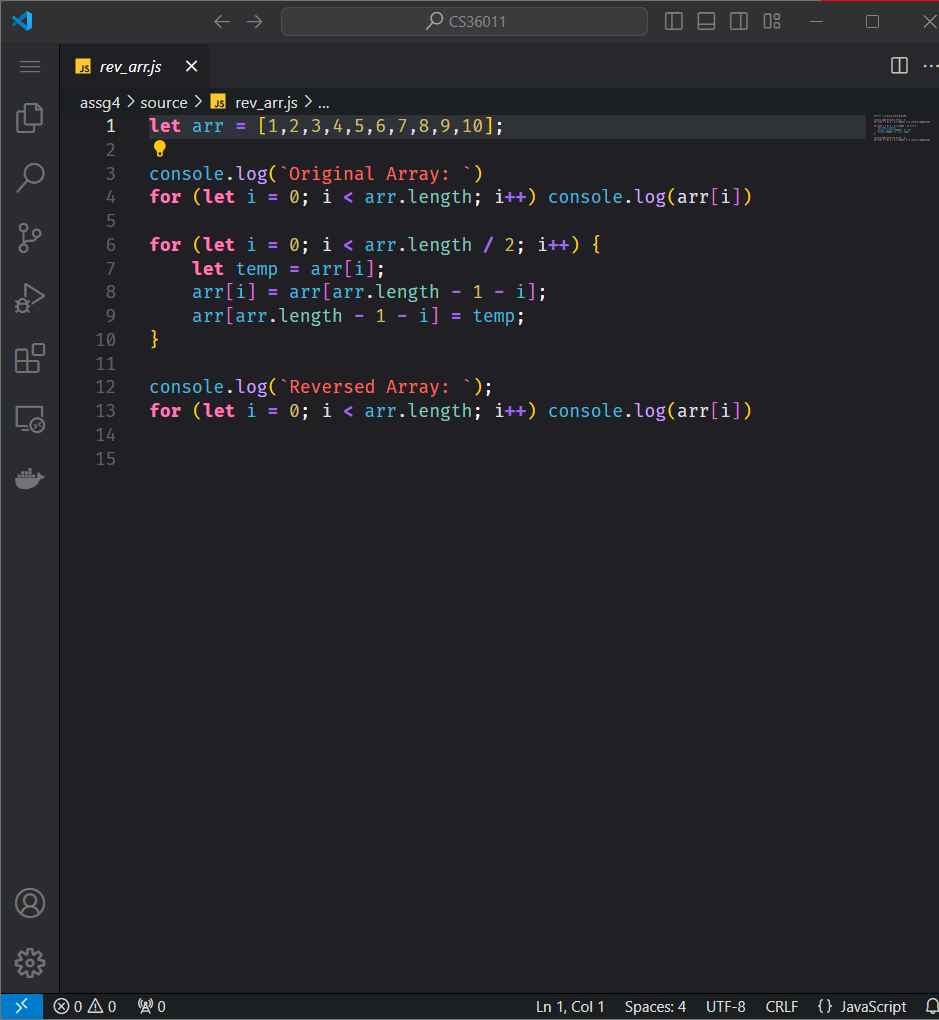 CS36011
JS rev_arr.js
assg4 > source > JS rev_arr.js > ...
1 let arr = [1,2,3,4,5,6,7,8,9,10];
2
3 console.log(`Original Array: `)
4 for (let i = 0; i < arr.length; i++) console.log(arr[i])
5
6 for (let i = 0; i < arr.length / 2; i++) {
7     let temp = arr[i];
8     arr[i] = arr[arr.length - 1 - i];
9     arr[arr.length - 1 - i] = temp;
10 }
11
12 console.log(`Reversed Array: `);
13 for (let i = 0; i < arr.length; i++) console.log(arr[i])
14
15
0 0 0 Ln 1, Col 1 Spaces: 4 UTF-8 CRLF {} JavaScript